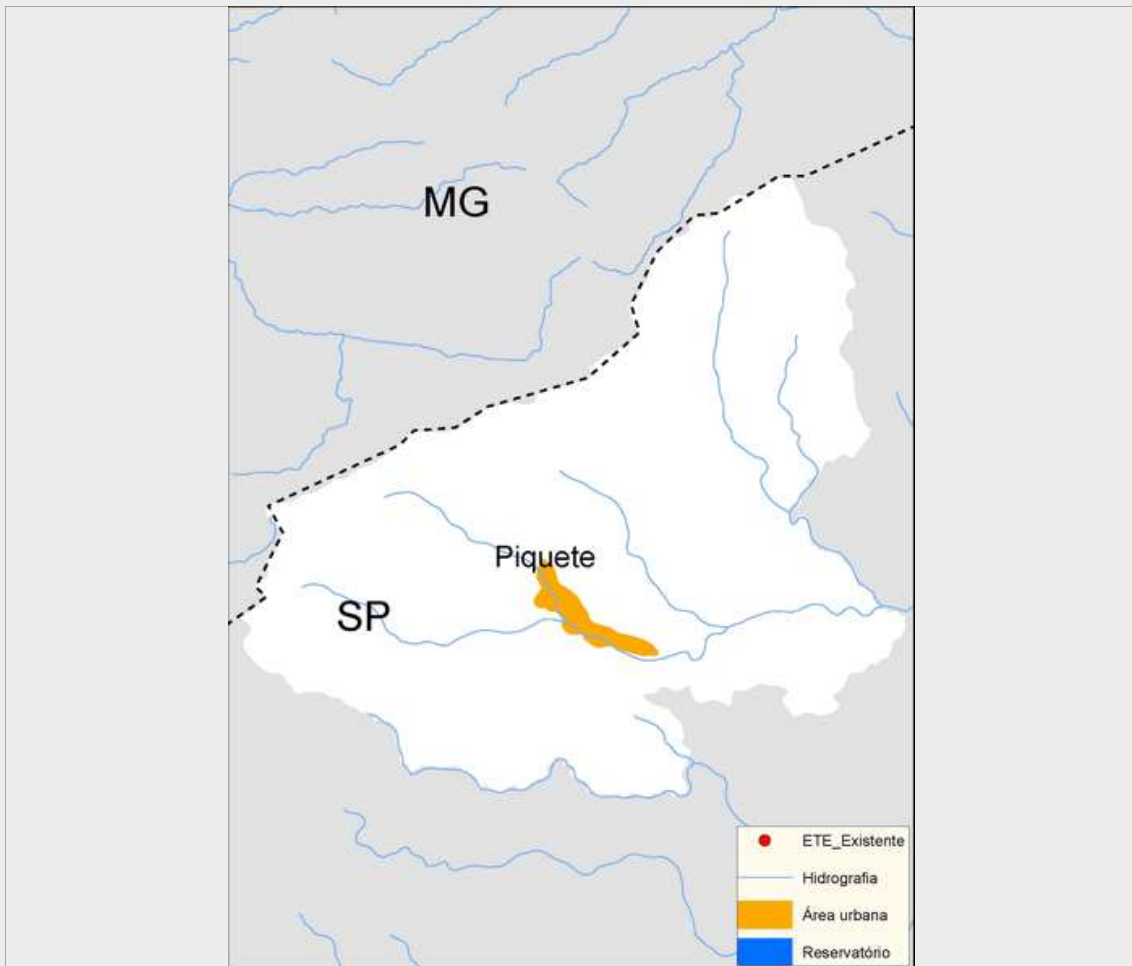 MG
Piquete
SP
ETE_Existente
Hidrografia
Área urbana
Reservatório